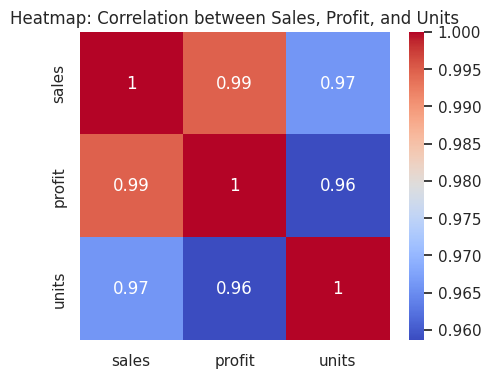 Heatmap: Correlation between Sales, Profit, and Units
sales 1 0.99 0.97
profit 0.99 1 0.96
units 0.97 0.96 1
sales profit units
1.000
0.995
0.990
0.985
0.980
0.975
0.970
0.965
0.960